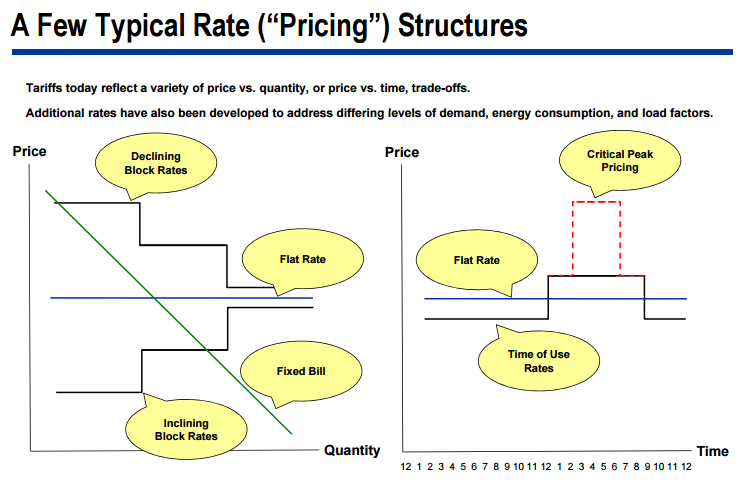 A Few Typical Rate (“Pricing”) Structures
Tariffs today reflect a variety of price vs. quantity, or price vs. time, trade-offs.
Additional rates have also been developed to address differing levels of demand, energy consumption, and load factors.
Price
Declining
Block Rates
Flat Rate
Fixed Bill
Inclining
Block Rates
Quantity
Price
Critical Peak
Pricing
Flat Rate
Time of Use
Rates
Time
12 1 2 3 4 5 6 7 8 9 10 11 12 1 2 3 4 5 6 7 8 9 10 11 12